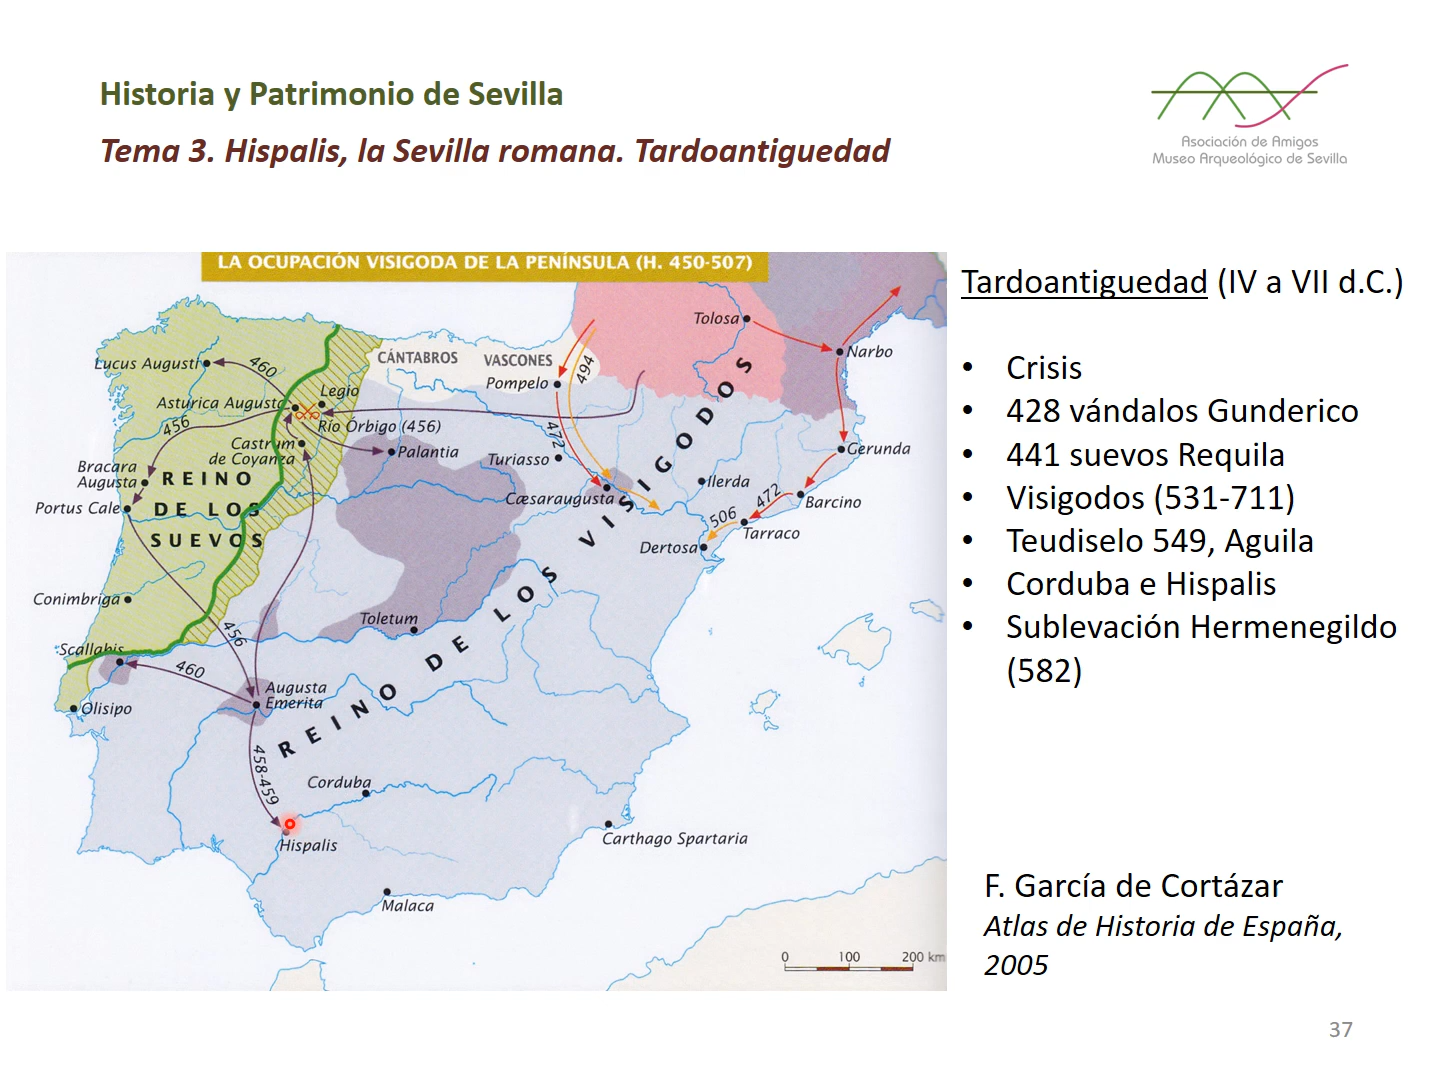 Historia y Patrimonio de Sevilla
Tema 3. Hispalis, la Sevilla romana. Tardoantiguedad
Asociación de Amigos
Museo Arqueológico de Sevilla
LA OCUPACIÓN VISIGODA DE LA PENÍNSULA (H. 450-507)
Tolosa
Narbo
CÁNTABROS
VASCONES
Pompelo
494
Lucus Augusti
460
Legio
Asturica Augusta
Río Órbigo (456)
456
Castrum
de Coyanza
Palantia
Turiasso
472
Gerunda
Bracara
Augusta
Portus Cale
REINO
DE LOS
SUEVOS
Cæsaraugusta
Ilerda
Barcino
472
506
Tarraco
Dertosa
Conimbriga
Toletum
456
Scallabis
460
Augusta
Emerita
Olisipo
REINO DE LOS VISIGODOS
458-459
Corduba
Hispalis
Carthago Spartaria
Malaca
0 100 200 km
Tardoantiguedad (IV a VII d.C.)
• Crisis
• 428 vándalos Gunderico
• 441 suevos Requila
• Visigodos (531-711)
• Teudiselo 549, Aguila
• Corduba e Hispalis
• Sublevación Hermenegildo
(582)
F. García de Cortázar
Atlas de Historia de España,
2005
37